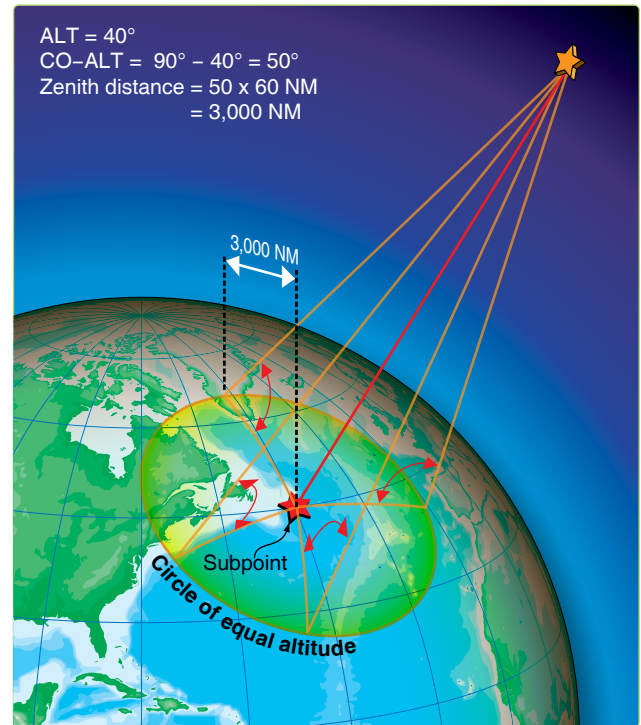 ALT = 40°
CO–ALT = 90° – 40° = 50°
Zenith distance = 50 x 60 NM
= 3,000 NM
3,000 NM
Subpoint
Circle of equal altitude